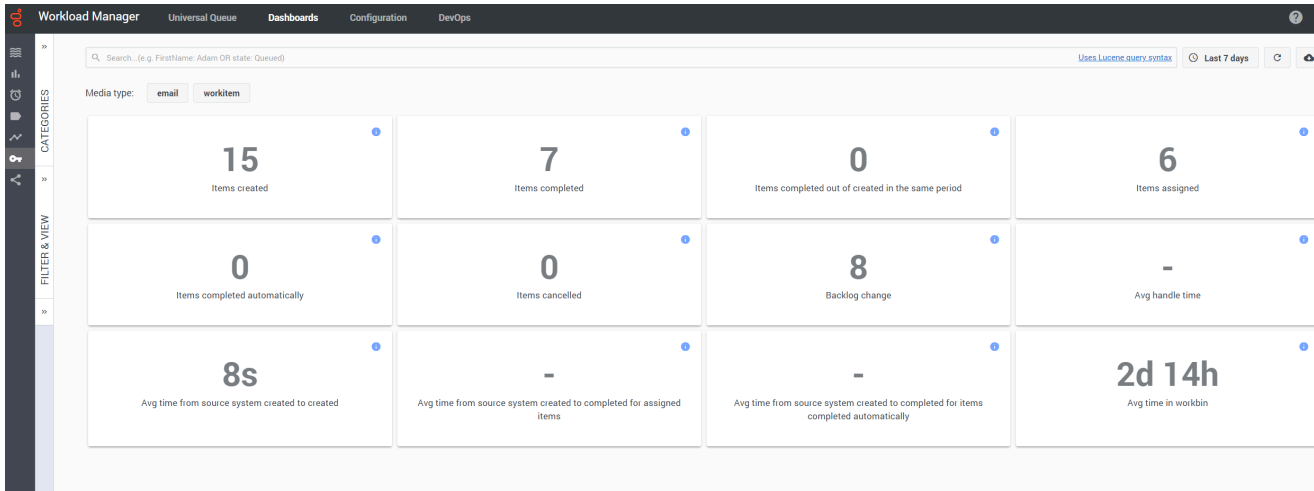 Workload Manager
Universal Queue
Dashboards
Configuration
DevOps
Search...(e.g. FirstName: Adam OR state: Queued)
Uses Lucene query syntax
Last 7 days
CATEGORIES
FILTER & VIEW
Media type:
email
workitem
15
Items created
7
Items completed
0
Items completed out of created in the same period
6
Items assigned
0
Items completed automatically
0
Items cancelled
8
Backlog change
-
Avg handle time
8s
Avg time from source system created to created
-
Avg time from source system created to completed for assigned
items
-
Avg time from source system created to completed for items
completed automatically
2d 14h
Avg time in workbin